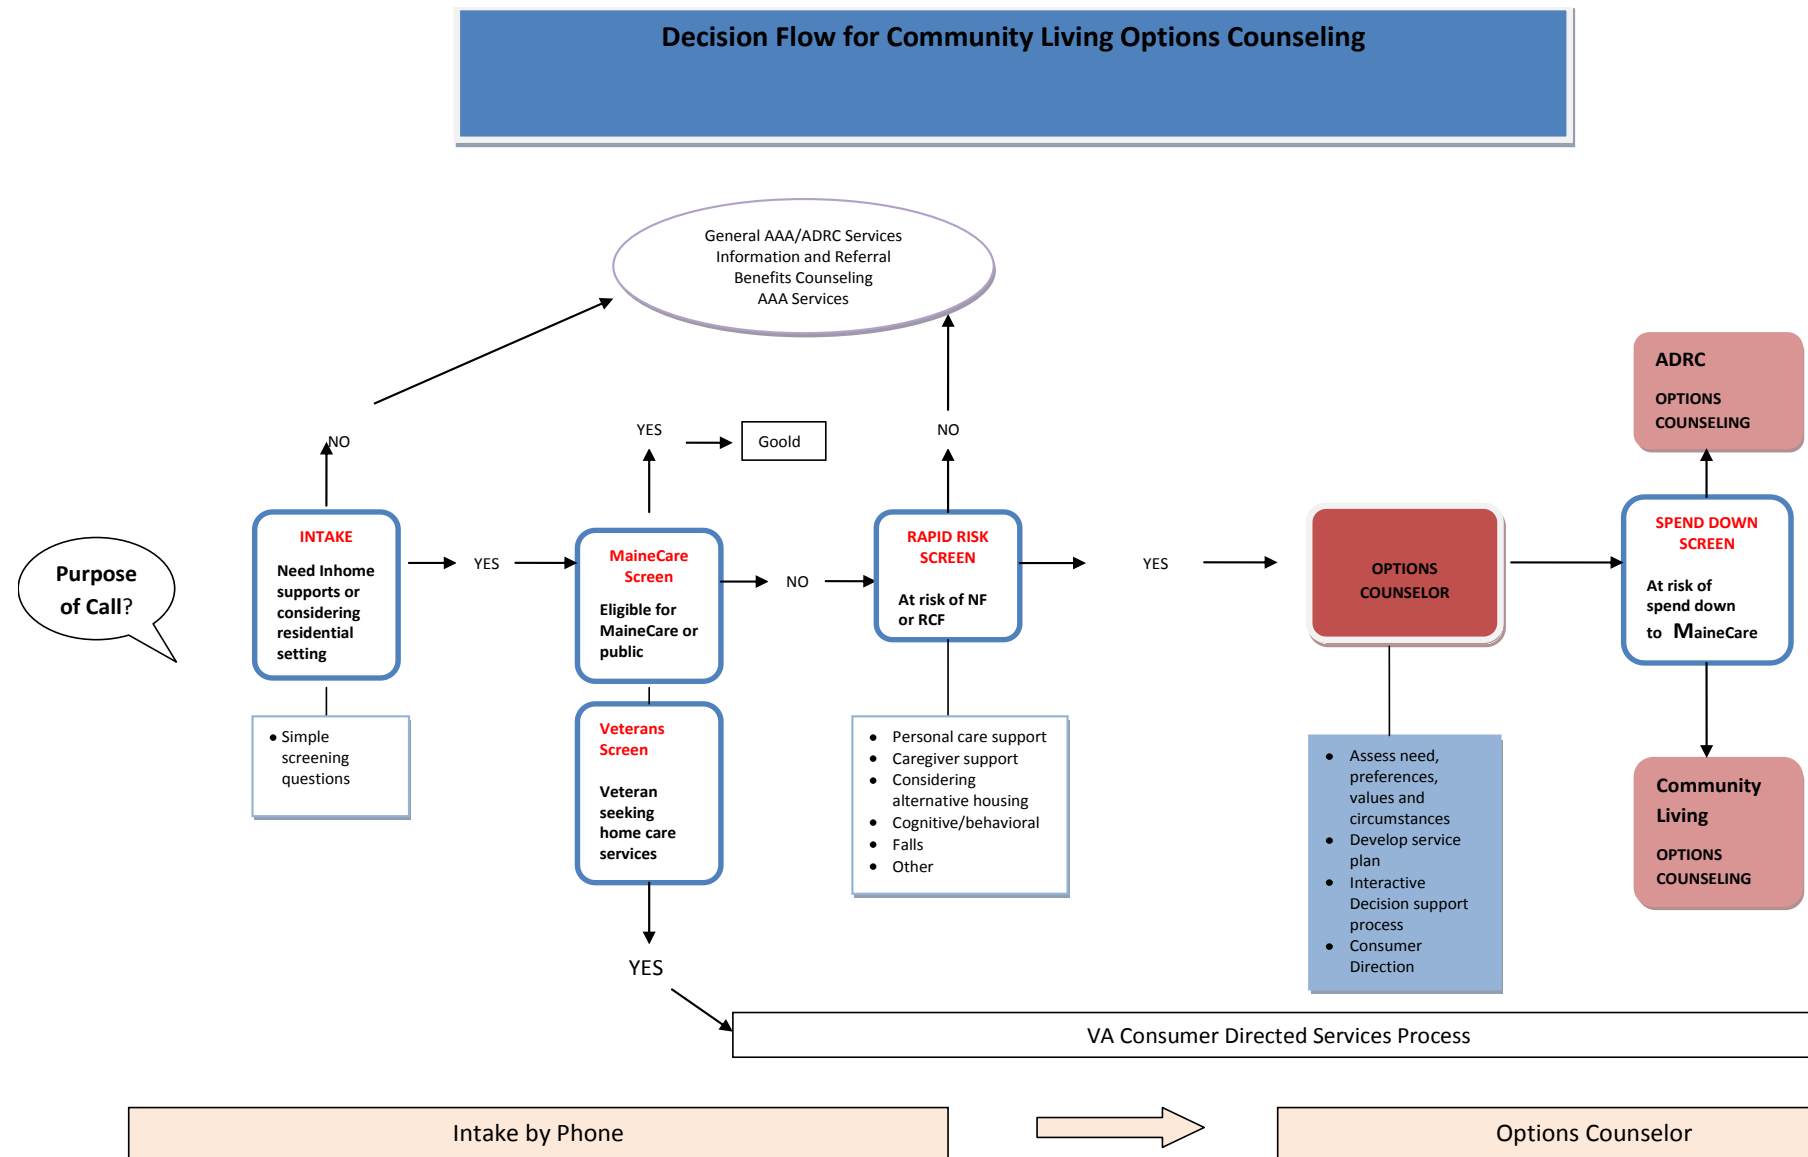 Decision Flow for Community Living Options Counseling
General AAA/ADRC Services
Information and Referral
Benefits Counseling
AAA Services
NO
YES
Goold
NO
ADRC
OPTIONS
COUNSELING
Purpose
of Call?
INTAKE
Need Inhome
supports or
considering
residential
setting
YES
MaineCare
Screen
Eligible for
MaineCare or
public
NO
RAPID RISK
SCREEN
At risk of NF
or RCF
YES
OPTIONS
COUNSELOR
SPEND DOWN
SCREEN
At risk of
spend down
to MaineCare
● Simple
screening
questions
Veterans
Screen
Veteran
seeking
home care
services
● Personal care support
● Caregiver support
● Considering
alternative housing
● Cognitive/behavioral
● Falls
● Other
● Assess need,
preferences,
values and
circumstances
● Develop service
plan
● Interactive
Decision support
process
● Consumer
Direction
Community
Living
OPTIONS
COUNSELING
YES
VA Consumer Directed Services Process
Intake by Phone
Options Counselor